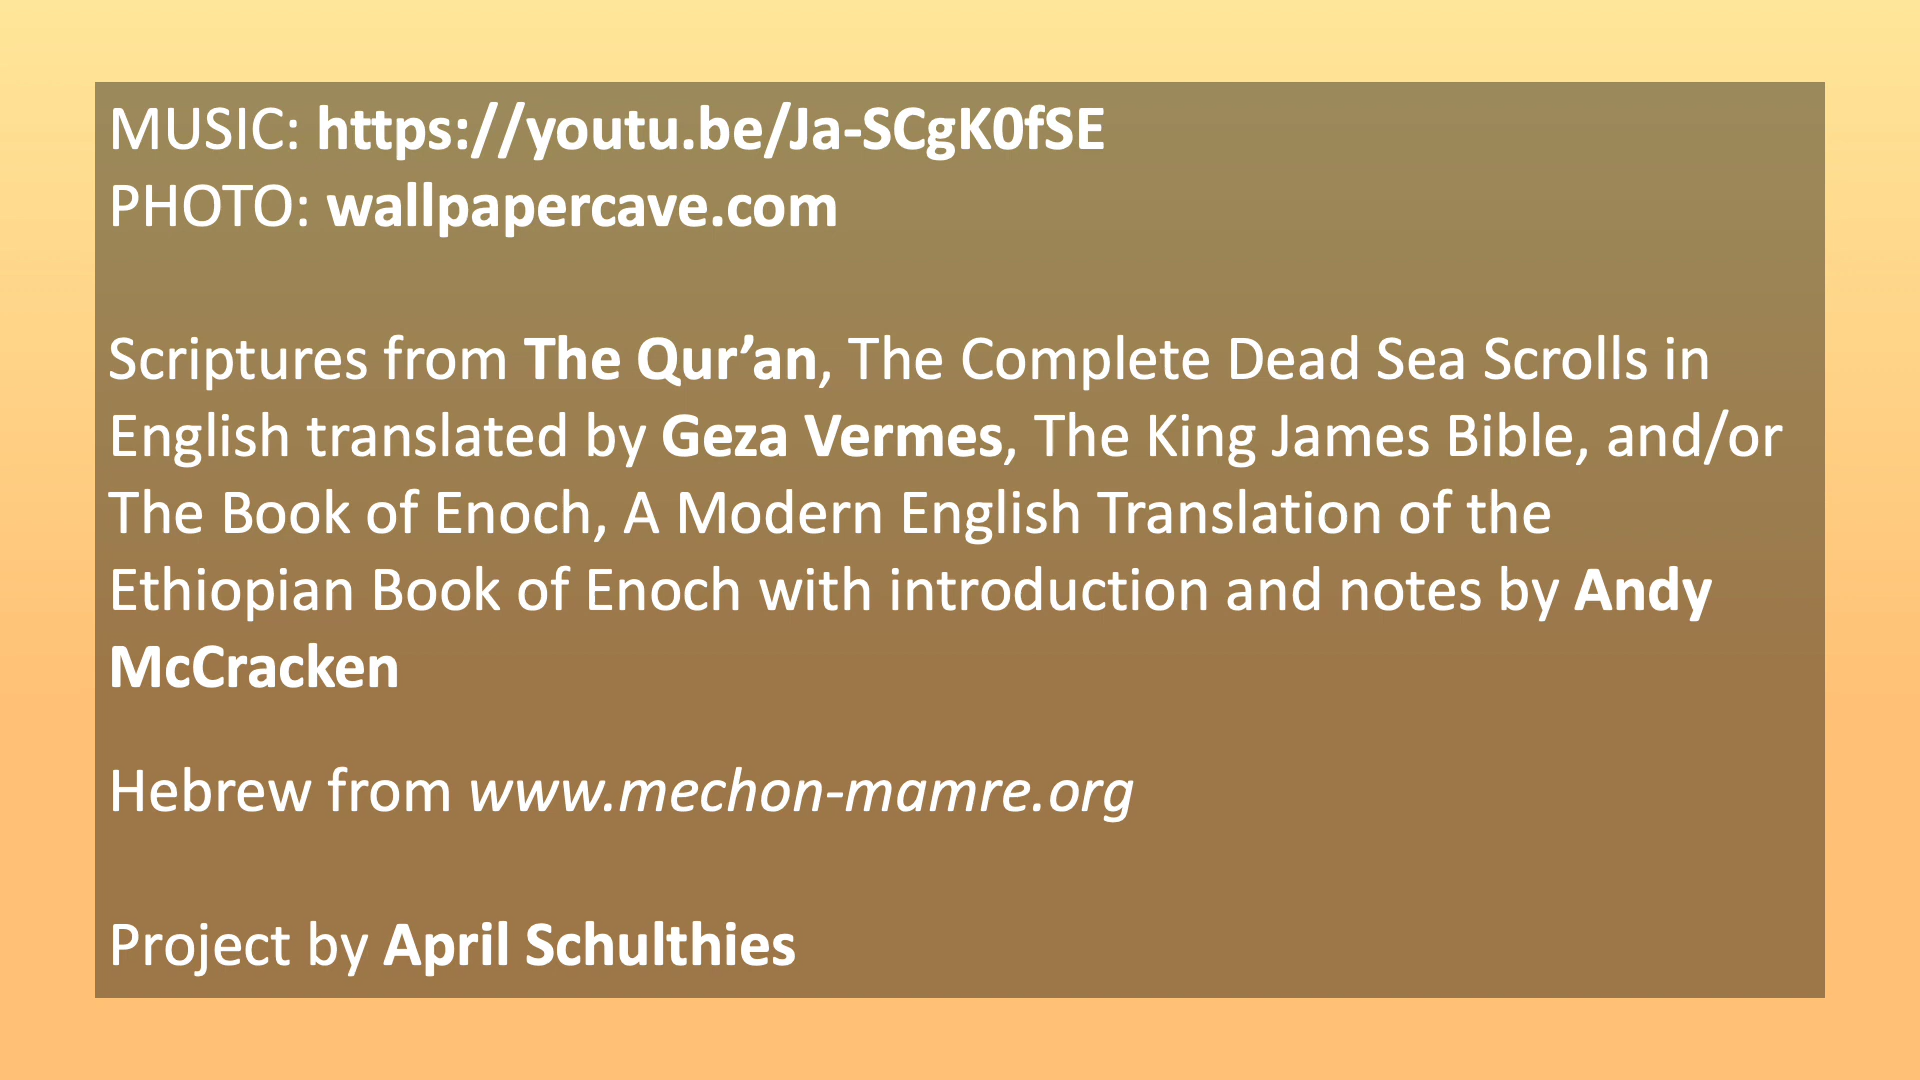 MUSIC: https://youtu.be/Ja-SCgK0fSE
PHOTO: wallpapercave.com
Scriptures from The Qur’an, The Complete Dead Sea Scrolls in
English translated by Geza Vermes, The King James Bible, and/or
The Book of Enoch, A Modern English Translation of the
Ethiopian Book of Enoch with introduction and notes by Andy
McCracken
Hebrew from www.mechon-mamre.org
Project by April Schulthies